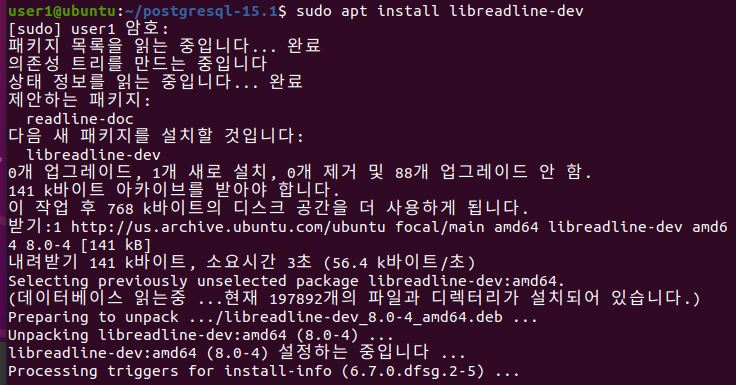 user1@ubuntu:~/postgresql-15.1$ sudo apt install libreadline-dev
[sudo] user1 암호:
패키지 목록을 읽는 중입니다... 완료
의존성 트리를 만드는 중입니다
상태 정보를 읽는 중입니다... 완료
제안하는 패키지:
  readline-doc
다음 새 패키지를 설치할 것입니다:
  libreadline-dev
0개 업그레이드, 1개 새로 설치, 0개 제거 및 88개 업그레이드 안 함.
141 k바이트 아카이브를 받아야 합니다.
이 작업 후 768 k바이트의 디스크 공간을 더 사용하게 됩니다.
받기:1 http://us.archive.ubuntu.com/ubuntu focal/main amd64 libreadline-dev amd6
4 8.0-4 [141 kB]
내려받기 141 k바이트, 소요시간 3초 (56.4 k바이트/초)
Selecting previously unselected package libreadline-dev:amd64.
(데이터베이스 읽는중 ...현재 197892개의 파일과 디렉터리가 설치되어 있습니다.)
Preparing to unpack .../libreadline-dev_8.0-4_amd64.deb ...
Unpacking libreadline-dev:amd64 (8.0-4) ...
libreadline-dev:amd64 (8.0-4) 설정하는 중입니다 ...
Processing triggers for install-info (6.7.0.dfsg.2-5) ...